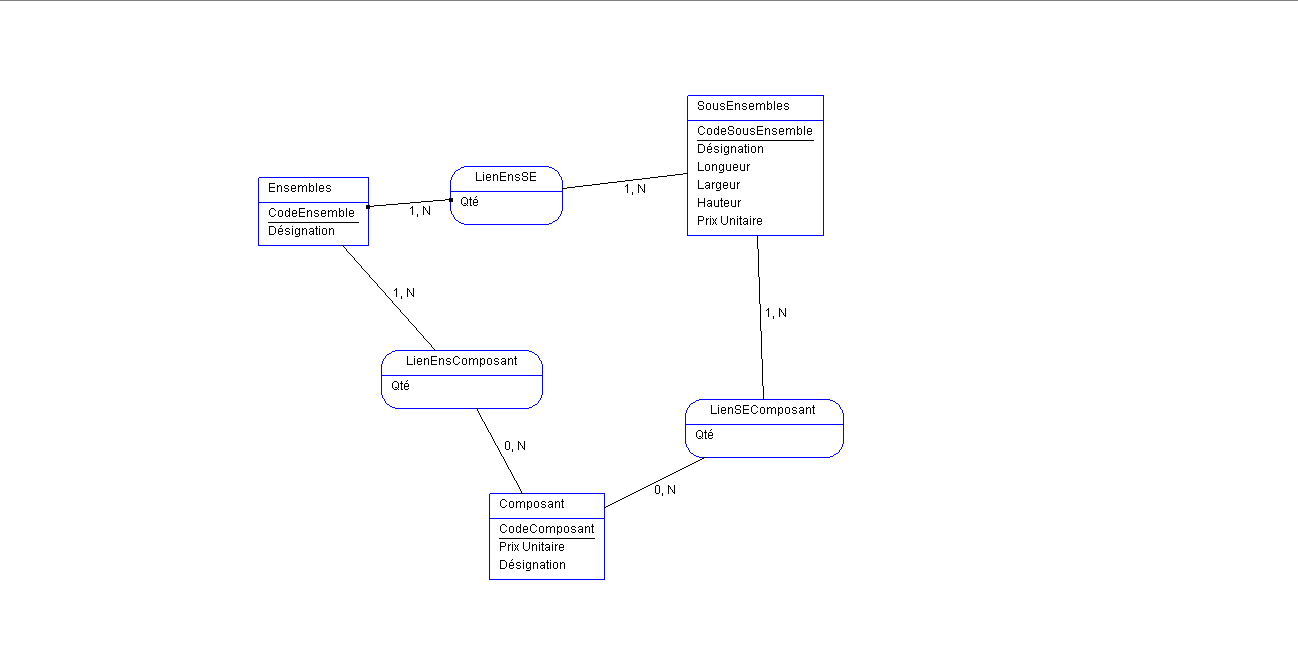 SousEnsembles
CodeSousEnsemble
Désignation
Longueur
Largeur
Hauteur
Prix Unitaire
LienEnsSE
Qté
Ensembles
CodeEnsemble
Désignation
1, N
1, N
1, N
1, N
LienEnsComposant
Qté
LienSEComposant
Qté
0, N
0, N
Composant
CodeComposant
Prix Unitaire
Désignation